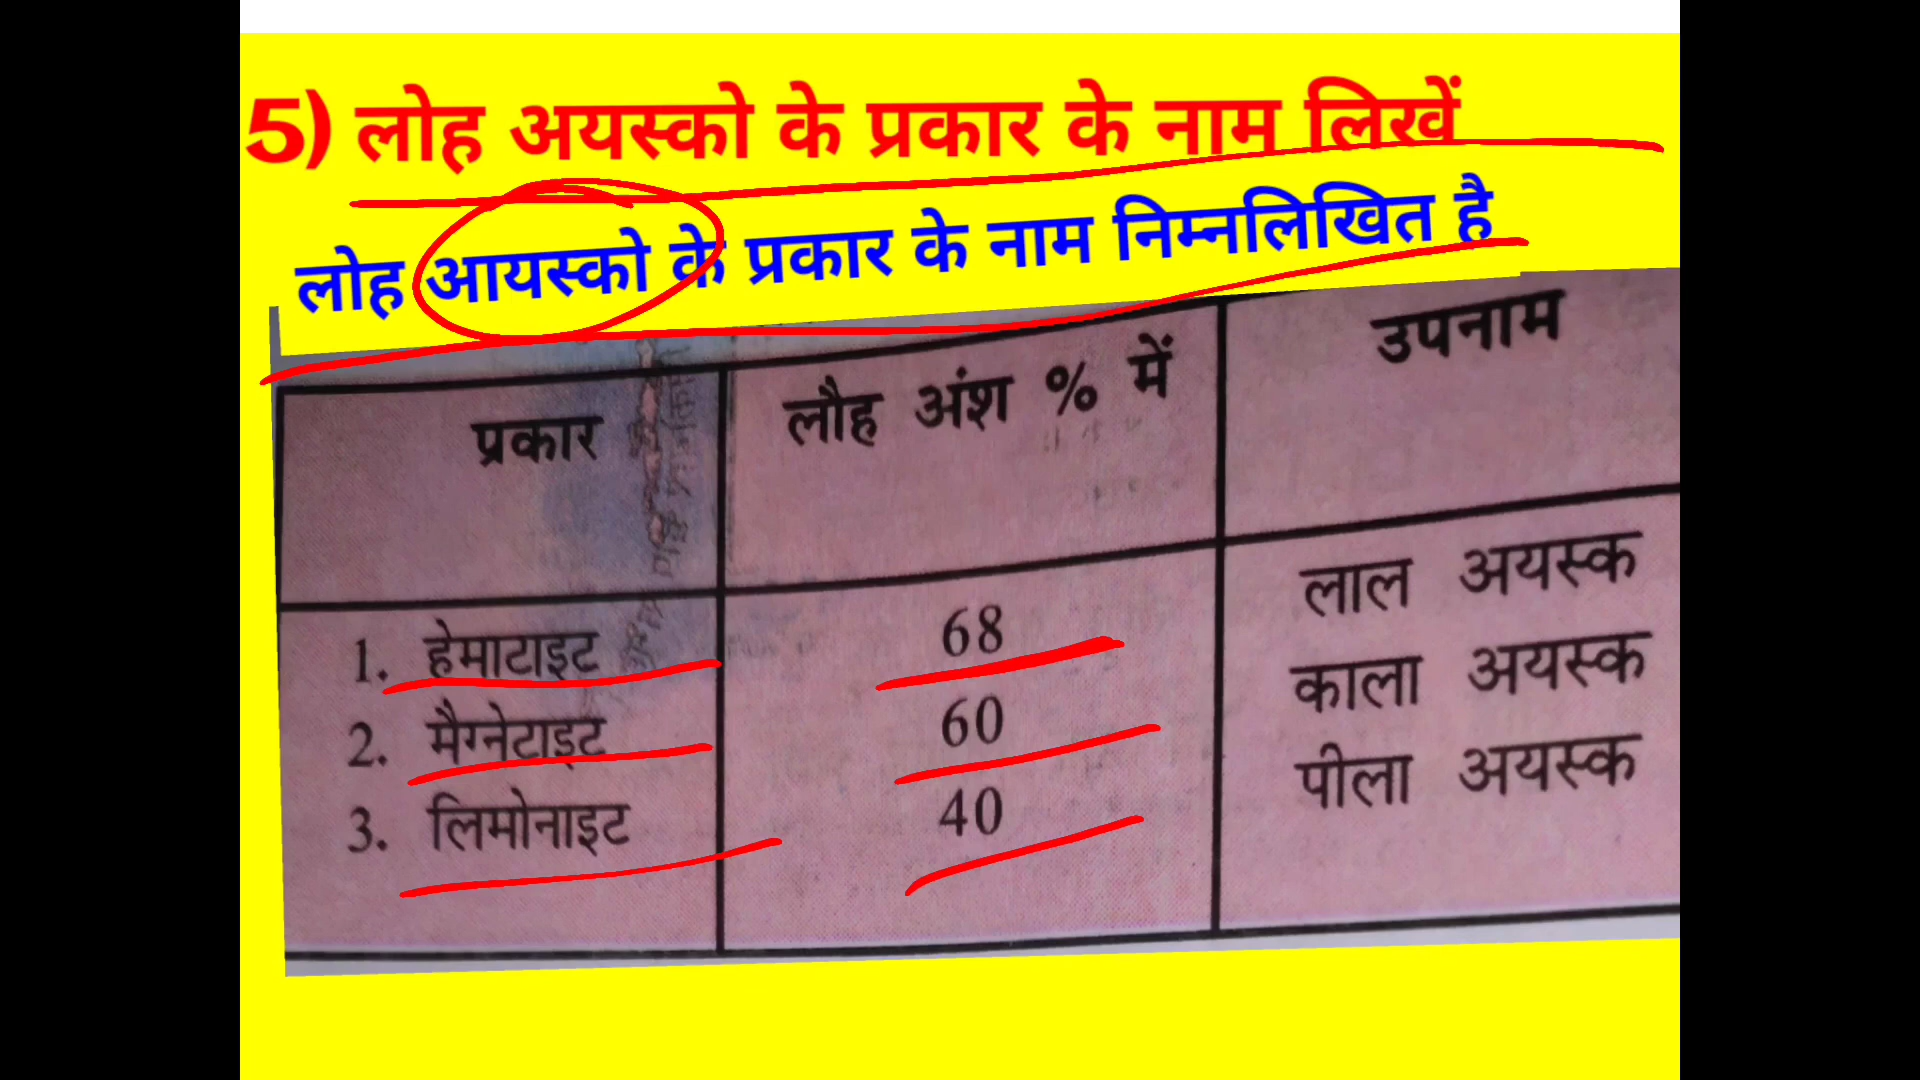 5) लोह अयस्को के प्रकार के नाम लिखें
लोह आयस्को के प्रकार के नाम निम्नलिखित है
प्रकार लौह अंश % में उपनाम
1. हेमाटाइट 68 लाल अयस्क
2. मैग्नेटाइट 60 काला अयस्क
3. लिमोनाइट 40 पीला अयस्क